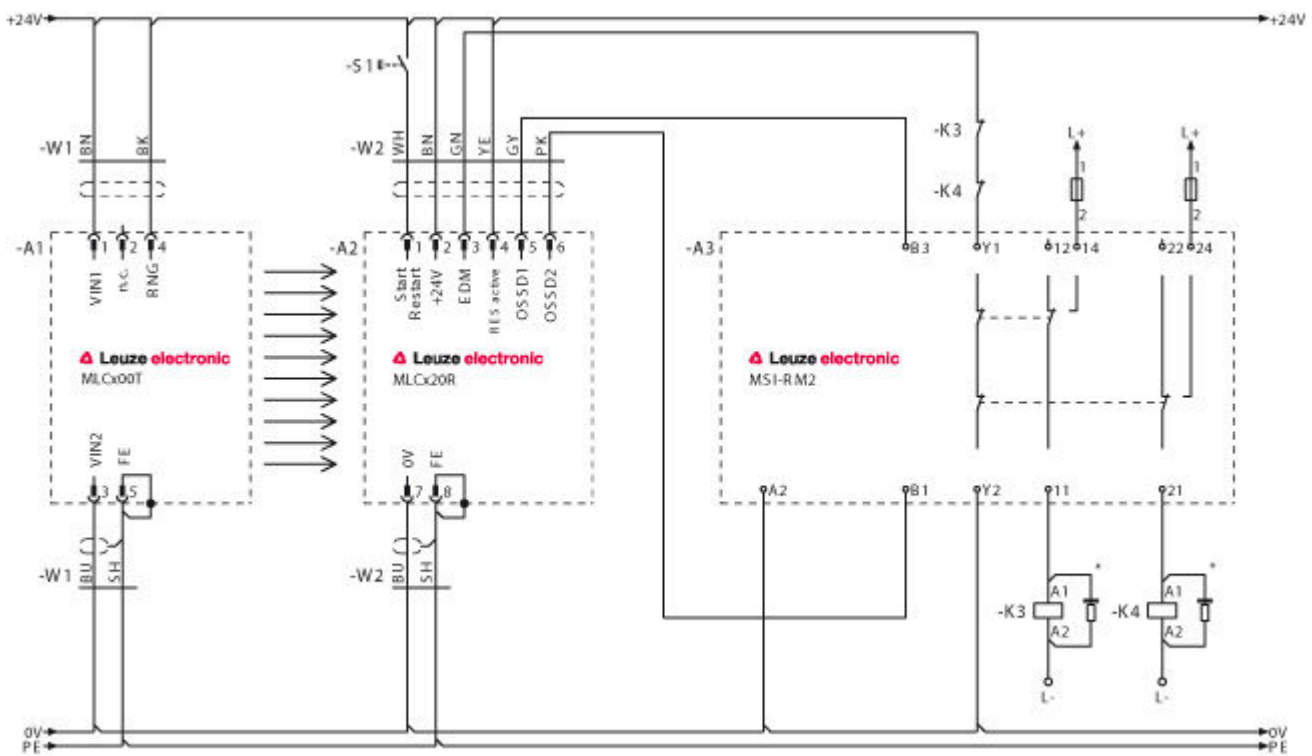 +24V +24V
-S1
-W1 BN BK
-W2 WH BN GN YE GY PK
-K3
-K4
L+ L+
1 1
2 2
-A1 1 2 4
-A2 1 2 3 4 5 6
-A3 B3 Y1 12 14 22 24
VIN1 n.c. RNG
Start Restart +24V EDM RES active OSSD1 OSSD2
Leuze electronic
MLCx00T
Leuze electronic
MLCx20R
Leuze electronic
MSI-RM2
VIN2 FE
0V FE
3 5
7 8
A2 B1 Y2 11 21
-W1 BU SH
-W2 BU SH
* *
-K3 A1 A2
-K4 A1 A2
L- L-
0V 0V
PE PE